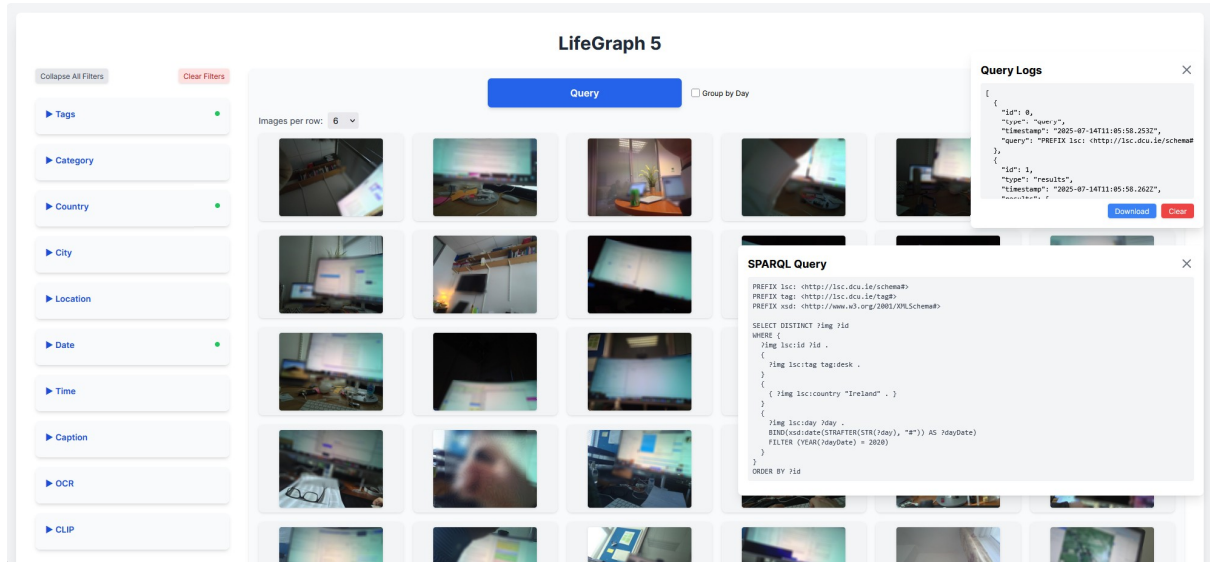 LifeGraph 5
Collapse All Filters
Clear Filters
▶ Tags
▶ Category
▶ Country
▶ City
▶ Location
▶ Date
▶ Time
▶ Caption
▶ OCR
▶ CLIP
Query
Group by Day
Images per row: 6
Query Logs
[
{
"id": 0,
"type": "query",
"timestamp": "2025-07-14T11:05:58.253Z",
"query": "PREFIX lsc: <http://lsc.dcu.ie/schema#
},
{
"id": 1,
"type": "results",
"timestamp": "2025-07-14T11:05:58.262Z",
"results": [
Download
Clear
SPARQL Query
PREFIX lsc: <http://lsc.dcu.ie/schema#>
PREFIX tag: <http://lsc.dcu.ie/tag#>
PREFIX xsd: <http://www.w3.org/2001/XMLSchema#>
SELECT DISTINCT ?img ?id
WHERE {
?img lsc:id ?id .
{
?img lsc:tag tag:desk .
}
{
{ ?img lsc:country "Ireland" . }
}
{
?img lsc:day ?day .
BIND(xsd:date(STRAFTER(STR(?day), "#")) AS ?dayDate)
FILTER (YEAR(?dayDate) = 2020)
}
}
ORDER BY ?id